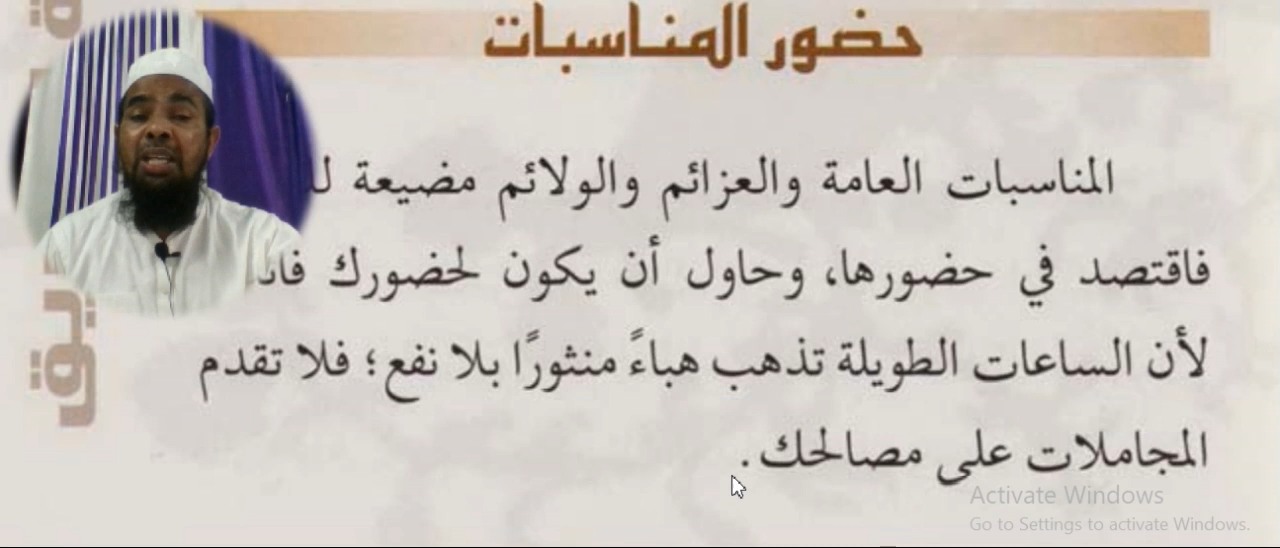 حضور المناسبات
المناسبات العامة والعزائم والولائم مضيعة
فاقتصد في حضورها، وحاول أن يكون لحضورك
لأن الساعات الطويلة تذهب هباءً منثورًا بلا نفع؛ فلا تقدم
المجاملات على مصالحك.
Activate Windows
Go to Settings to activate Windows.